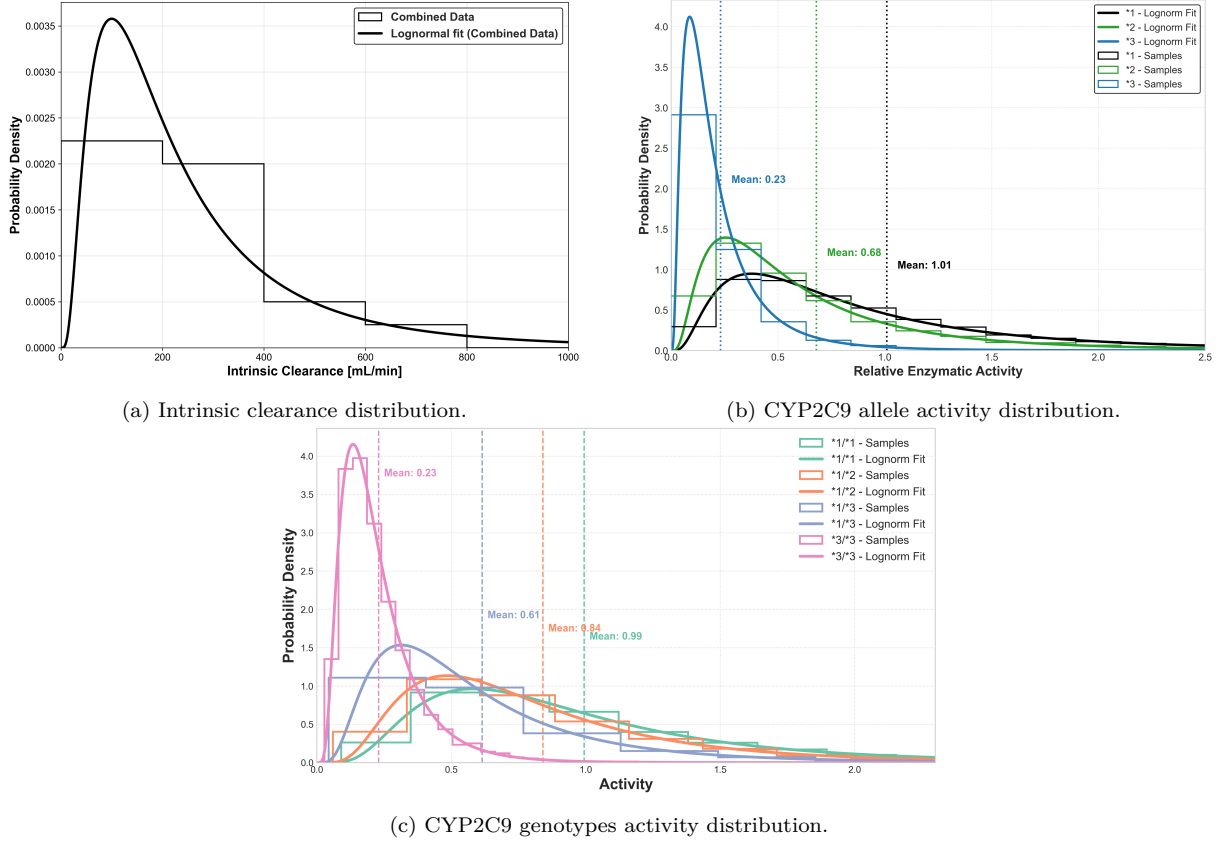 Combined Data
Lognormal fit (Combined Data)
Probability Density
0.0035
0.0030
0.0025
0.0020
0.0015
0.0010
0.0005
0.0000
0 200 400 600 800 1000
Intrinsic Clearance [mL/min]
(a) Intrinsic clearance distribution.
*1 - Lognorm Fit
*2 - Lognorm Fit
*3 - Lognorm Fit
*1 - Samples
*2 - Samples
*3 - Samples
Probability Density
4.0
3.5
3.0
2.5
2.0
1.5
1.0
0.5
0.0
Mean: 0.23
Mean: 0.68
Mean: 1.01
0.0 0.5 1.0 1.5 2.0 2.5
Relative Enzymatic Activity
(b) CYP2C9 allele activity distribution.
*1/*1 - Samples
*1/*1 - Lognorm Fit
*1/*2 - Samples
*1/*2 - Lognorm Fit
*1/*3 - Samples
*1/*3 - Lognorm Fit
*3/*3 - Samples
*3/*3 - Lognorm Fit
Probability Density
4.0
3.5
3.0
2.5
2.0
1.5
1.0
0.5
0.0
Mean: 0.23
Mean: 0.61
Mean: 0.84
Mean: 0.99
0.0 0.5 1.0 1.5 2.0
Activity
(c) CYP2C9 genotypes activity distribution.